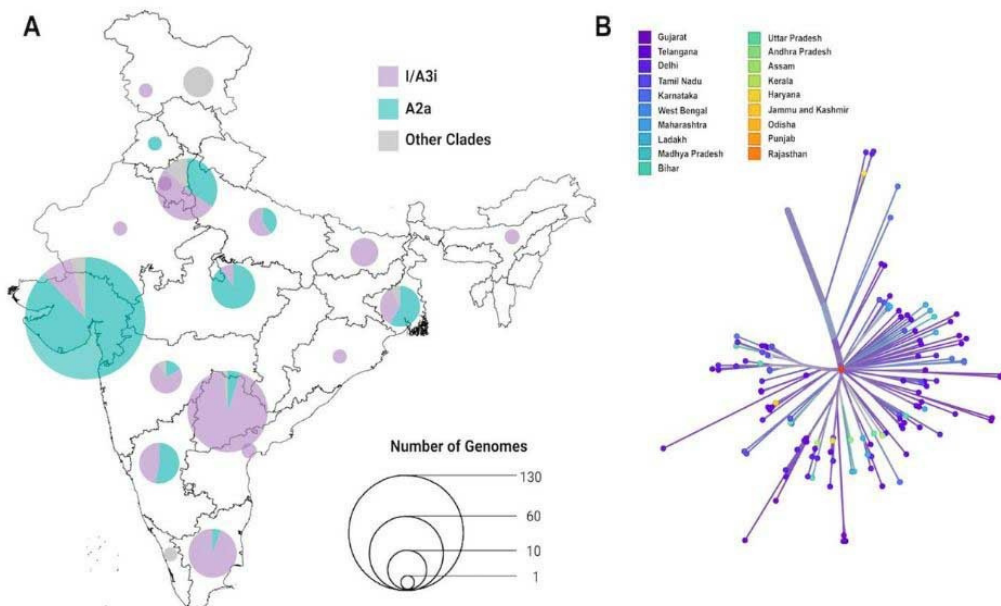 A
I/A3i
A2a
Other Clades
Number of Genomes
130
60
10
1
B
Gujarat
Telangana
Delhi
Tamil Nadu
Karnataka
West Bengal
Maharashtra
Ladakh
Madhya Pradesh
Bihar
Uttar Pradesh
Andhra Pradesh
Assam
Kerala
Haryana
Jammu and Kashmir
Odisha
Punjab
Rajasthan